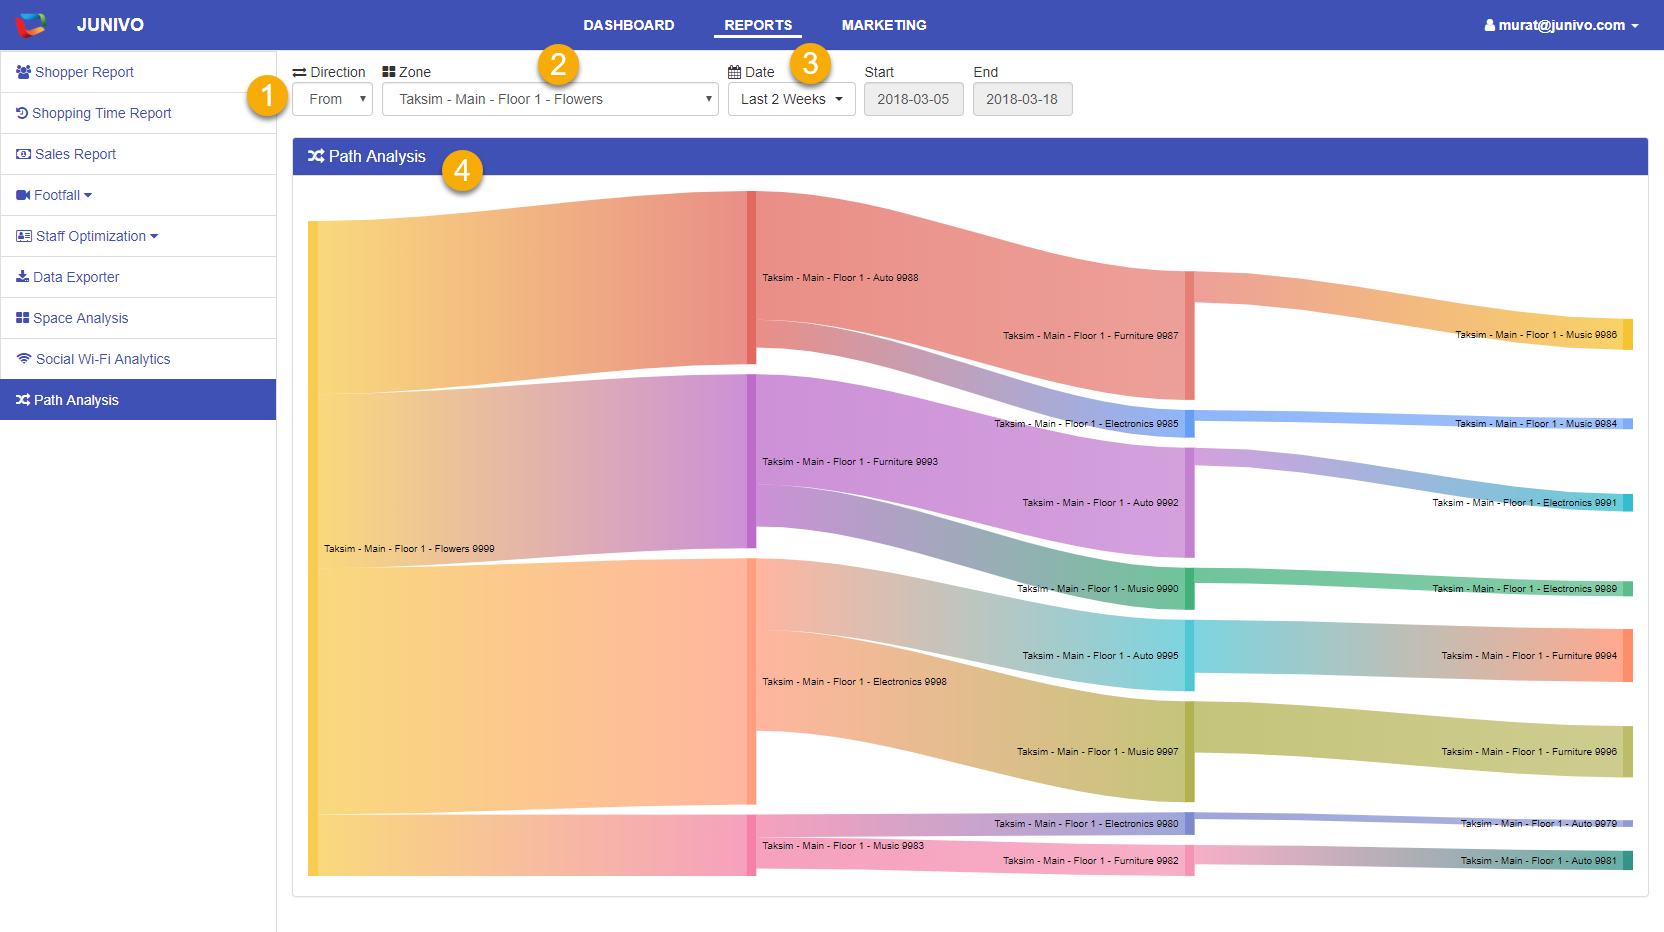 JUNIVO
DASHBOARD
REPORTS
MARKETING
murat@junivo.com
Shopper Report
Shopping Time Report
Sales Report
Footfall
Staff Optimization
Data Exporter
Space Analysis
Social Wi-Fi Analytics
Path Analysis
1
Direction
From
2
Zone
Taksim - Main - Floor 1 - Flowers
3
Date
Last 2 Weeks
Start
2018-03-05
End
2018-03-18
Path Analysis
4
Taksim - Main - Floor 1 - Flowers 9999
Taksim - Main - Floor 1 - Auto 9988
Taksim - Main - Floor 1 - Furniture 9993
Taksim - Main - Floor 1 - Electronics 9998
Taksim - Main - Floor 1 - Music 9983
Taksim - Main - Floor 1 - Furniture 9987
Taksim - Main - Floor 1 - Electronics 9985
Taksim - Main - Floor 1 - Auto 9992
Taksim - Main - Floor 1 - Music 9990
Taksim - Main - Floor 1 - Auto 9995
Taksim - Main - Floor 1 - Music 9997
Taksim - Main - Floor 1 - Electronics 9980
Taksim - Main - Floor 1 - Furniture 9982
Taksim - Main - Floor 1 - Music 9986
Taksim - Main - Floor 1 - Music 9984
Taksim - Main - Floor 1 - Electronics 9991
Taksim - Main - Floor 1 - Electronics 9989
Taksim - Main - Floor 1 - Furniture 9994
Taksim - Main - Floor 1 - Furniture 9996
Taksim - Main - Floor 1 - Auto 9979
Taksim - Main - Floor 1 - Auto 9981